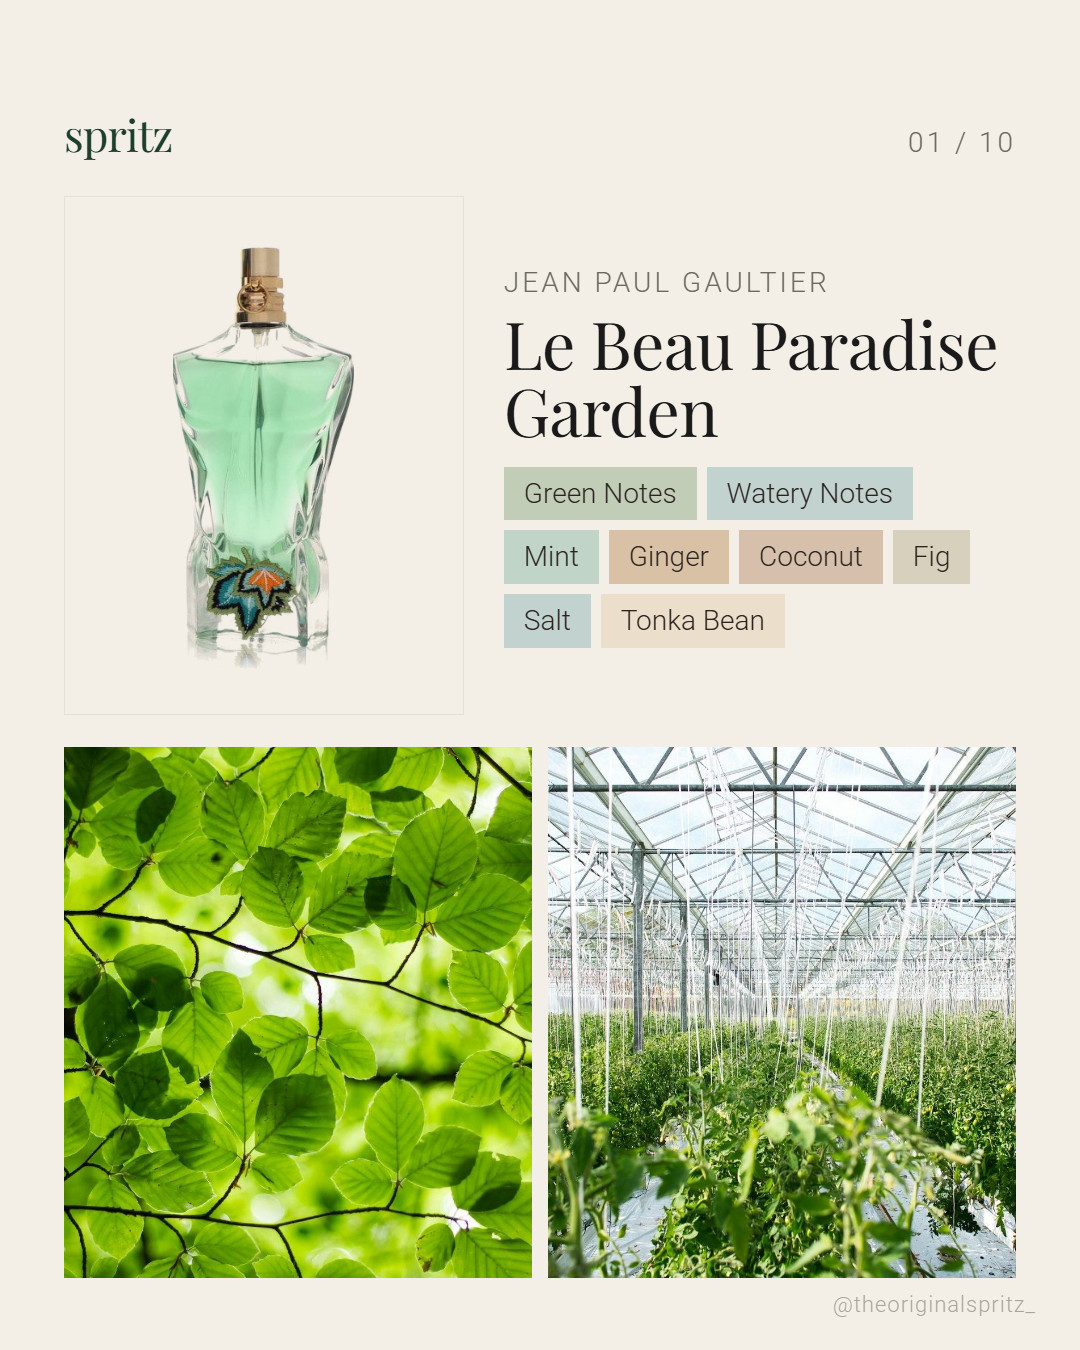 spritz
01 / 10
JEAN PAUL GAULTIER
Le Beau Paradise
Garden
Green Notes
Watery Notes
Mint
Ginger
Coconut
Fig
Salt
Tonka Bean
@theoriginalspritz_